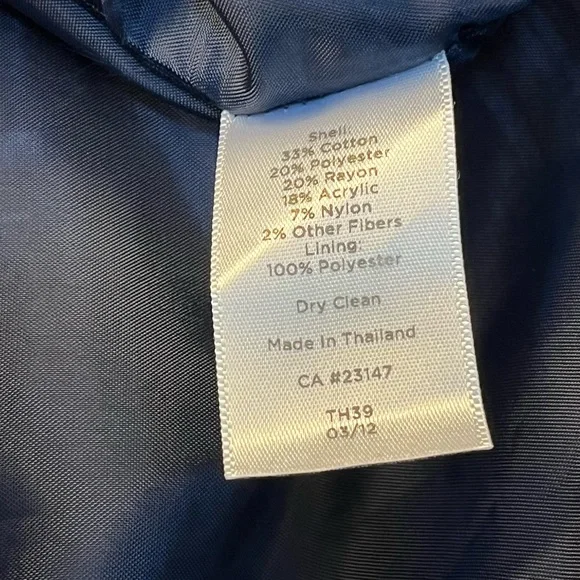 Shell:
33% Cotton
20% Polyester
20% Rayon
18% Acrylic
7% Nylon
2% Other Fibers
Lining:
100% Polyester
Dry Clean
Made In Thailand
CA #23147
TH39
03/12